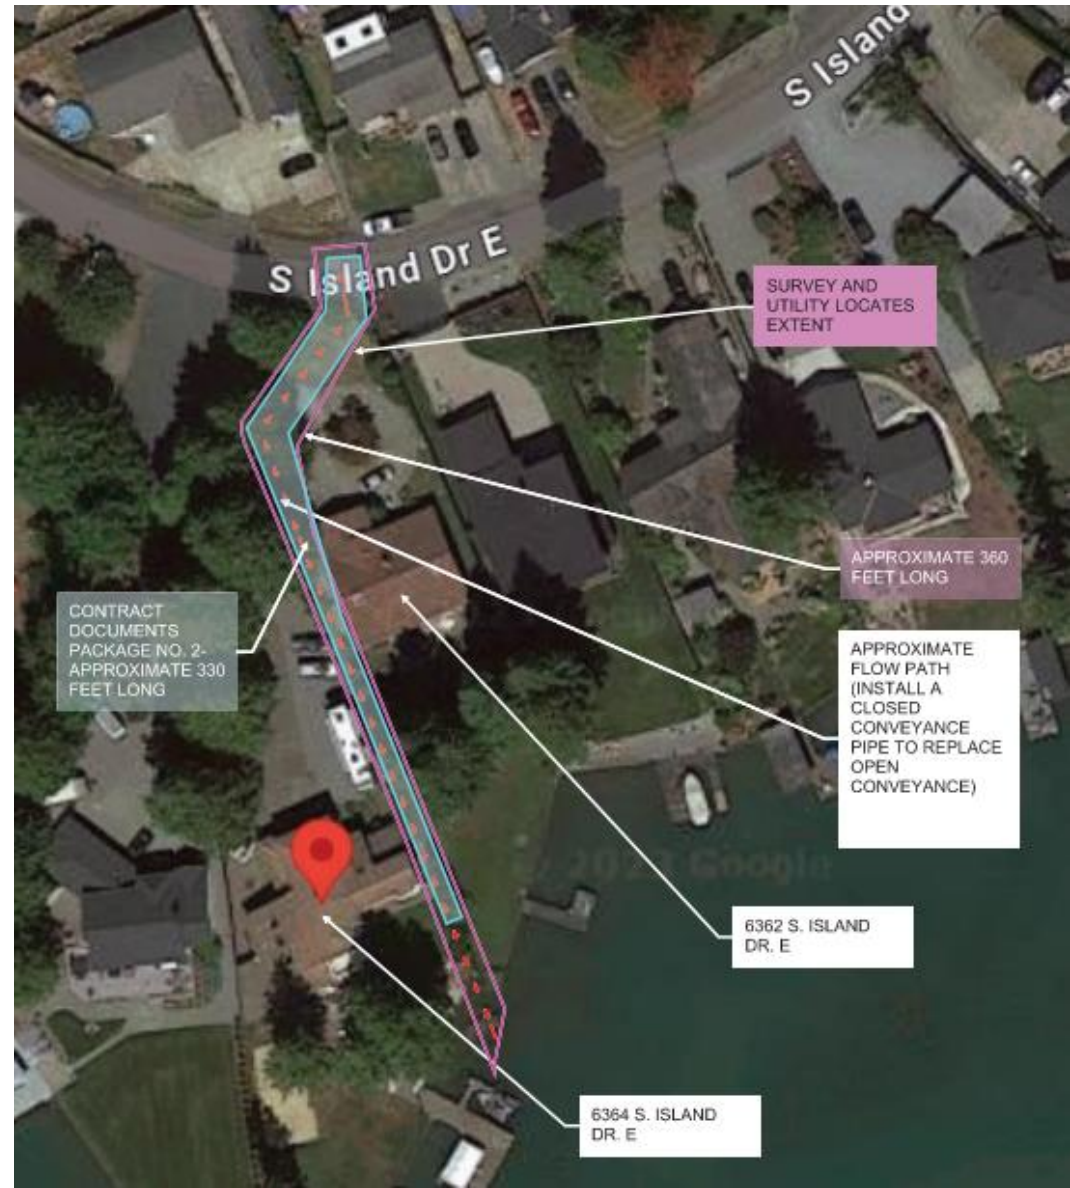 S Island
S Island Dr E
SURVEY AND
UTILITY LOCATES
EXTENT
APPROXIMATE 360
FEET LONG
CONTRACT
DOCUMENTS
PACKAGE NO. 2-
APPROXIMATE 330
FEET LONG
APPROXIMATE
FLOW PATH
(INSTALL A
CLOSED
CONVEYANCE
PIPE TO REPLACE
OPEN
CONVEYANCE)
2023 Google
6362 S. ISLAND
DR. E
6364 S. ISLAND
DR. E